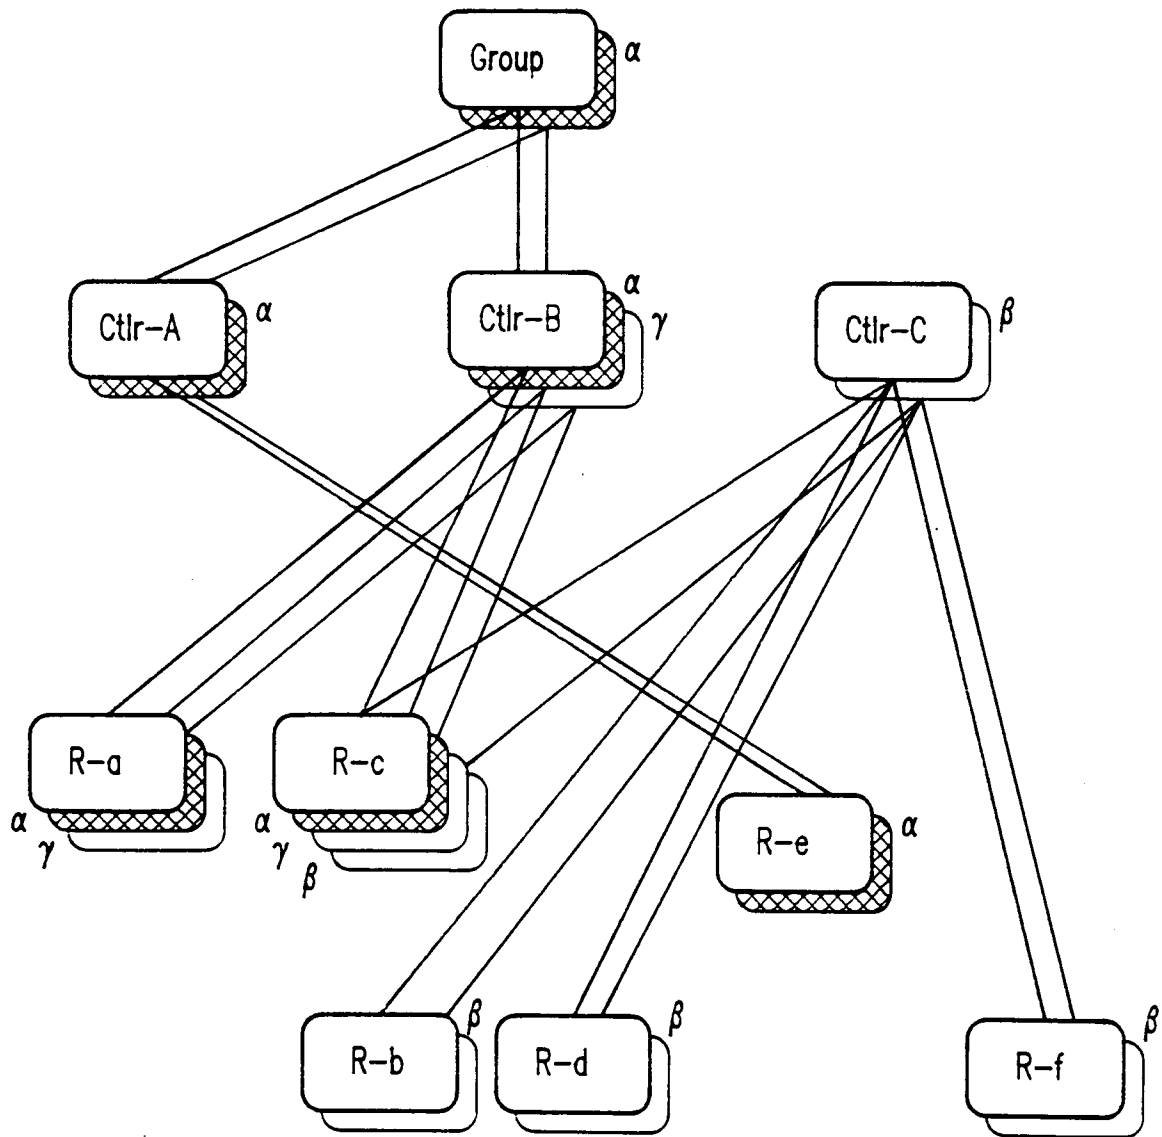 Group
α
Ctlr-A
α
Ctlr-B
α
γ
Ctlr-C
β
R-a
α
γ
R-c
α
γ
β
R-e
α
R-b
β
R-d
β
R-f
β